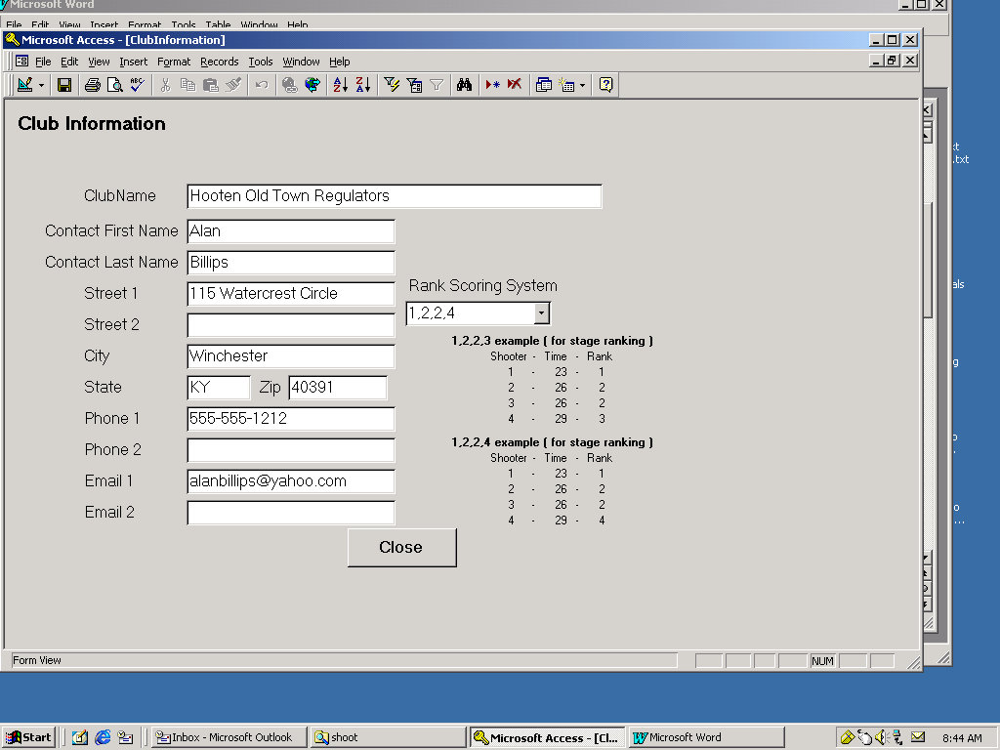 Microsoft Word
File Edit View Insert Format Tools Table Window Help
Microsoft Access - [ClubInformation]
File Edit View Insert Format Records Tools Window Help
Club Information
ClubName Hooten Old Town Regulators
Contact First Name Alan
Contact Last Name Billips
Street 1 115 Watercrest Circle
Rank Scoring System
Street 2
1,2,2,4
City Winchester
1,2,2,3 example ( for stage ranking )
Shooter - Time - Rank
1 - 23 - 1
State KY Zip 40391
2 - 26 - 2
3 - 26 - 2
Phone 1 555-555-1212
4 - 29 - 3
Phone 2
1,2,2,4 example ( for stage ranking )
Shooter - Time - Rank
1 - 23 - 1
Email 1 alanbillips@yahoo.com
2 - 26 - 2
3 - 26 - 2
Email 2
4 - 29 - 4
Close
.txt
Form View
NUM
Start
Inbox - Microsoft Outlook
shoot
Microsoft Access - [Cl...
Microsoft Word
8:44 AM